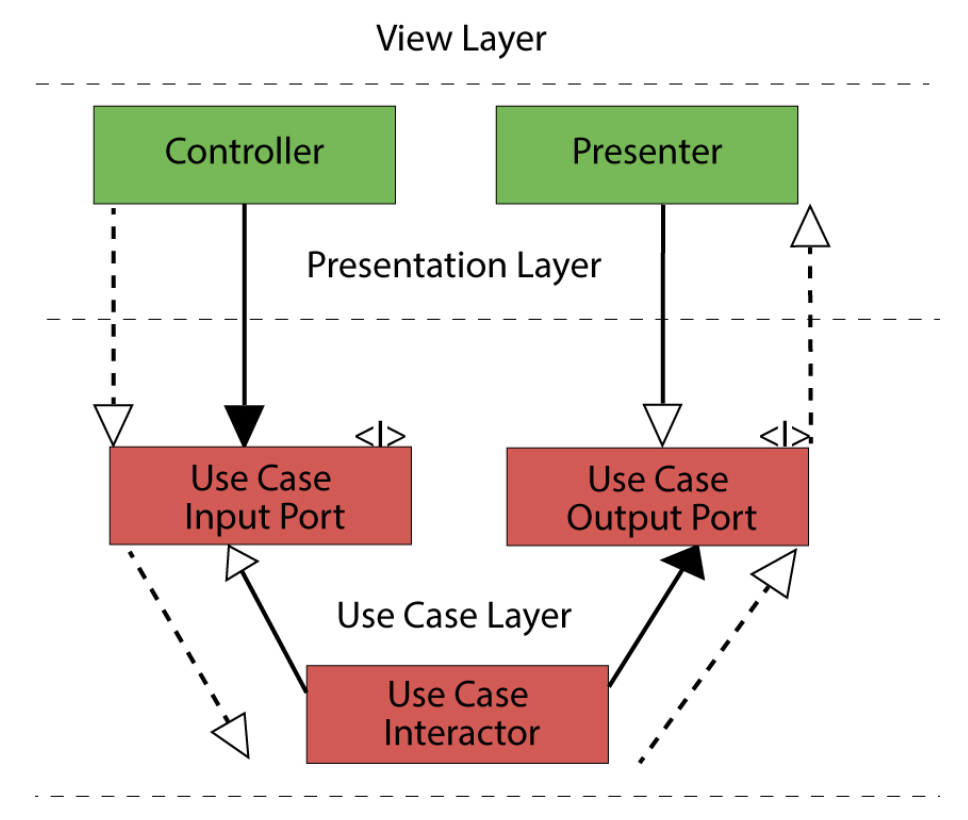 View Layer
Controller
Presenter
Presentation Layer
<I>
<I>
Use Case
Input Port
Use Case
Output Port
Use Case Layer
Use Case
Interactor